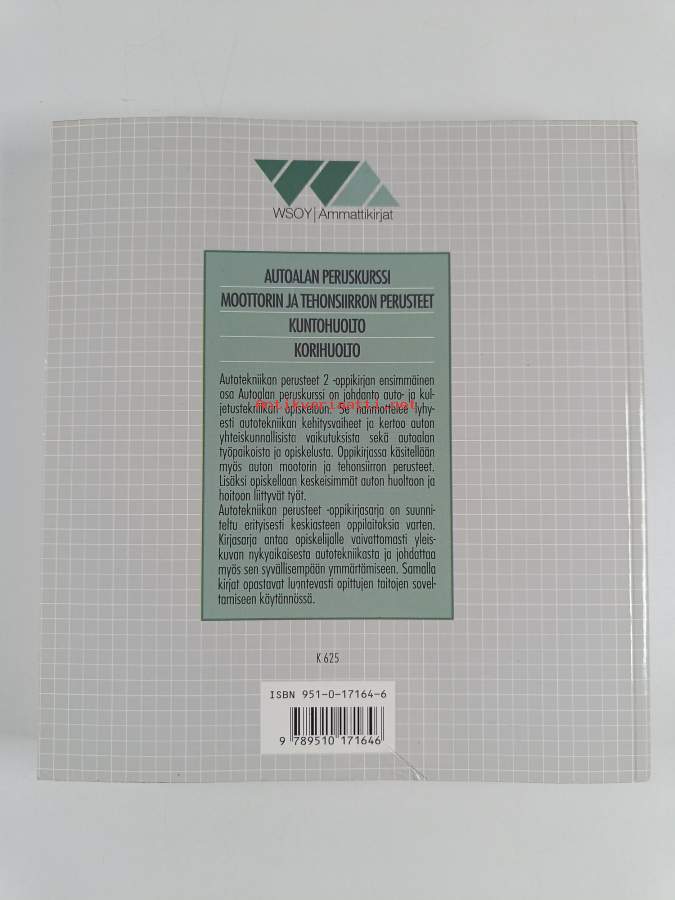 WSOY|Ammattikirjat
AUTOALAN PERUSKURSSI
MOOTTORIN JA TEHONSIIRRON PERUSTEET
KUNTOHUOLTO
KORIHUOLTO
Autotekniikan perusteet 2 -oppikirjan ensimmäinen
osa Autoalan peruskurssi on johdanto auto- ja kul-
jetustekniikan opiskeluun. Se hahmottelee lyhy-
antikvariaatti.net
esti autotekniikan kehitysvaiheet ja kertoo auton
yhteiskunnallisista vaikutuksista sekä autoalan
työpaikoista ja opiskelusta. Oppikirjassa käsitellään
myös auton moottorin ja tehonsiirron perusteet.
Lisäksi opiskellaan keskeisimmät auton huoltoon ja
hoitoon liittyvät työt.
Autotekniikan perusteet -oppikirjasarja on suunni-
teltu erityisesti keskiasteen oppilaitoksia varten.
Kirjasarja antaa opiskelijalle vaivattomasti yleis-
kuvan nykyaikaisesta autotekniikasta ja johdattaa
myös sen syvällisempään ymmärtämiseen. Samalla
kirjat opastavat luontevasti opittujen taitojen sovel-
tamiseen käytännössä.
K 625
ISBN 951-0-17164-6
9 789510 171646